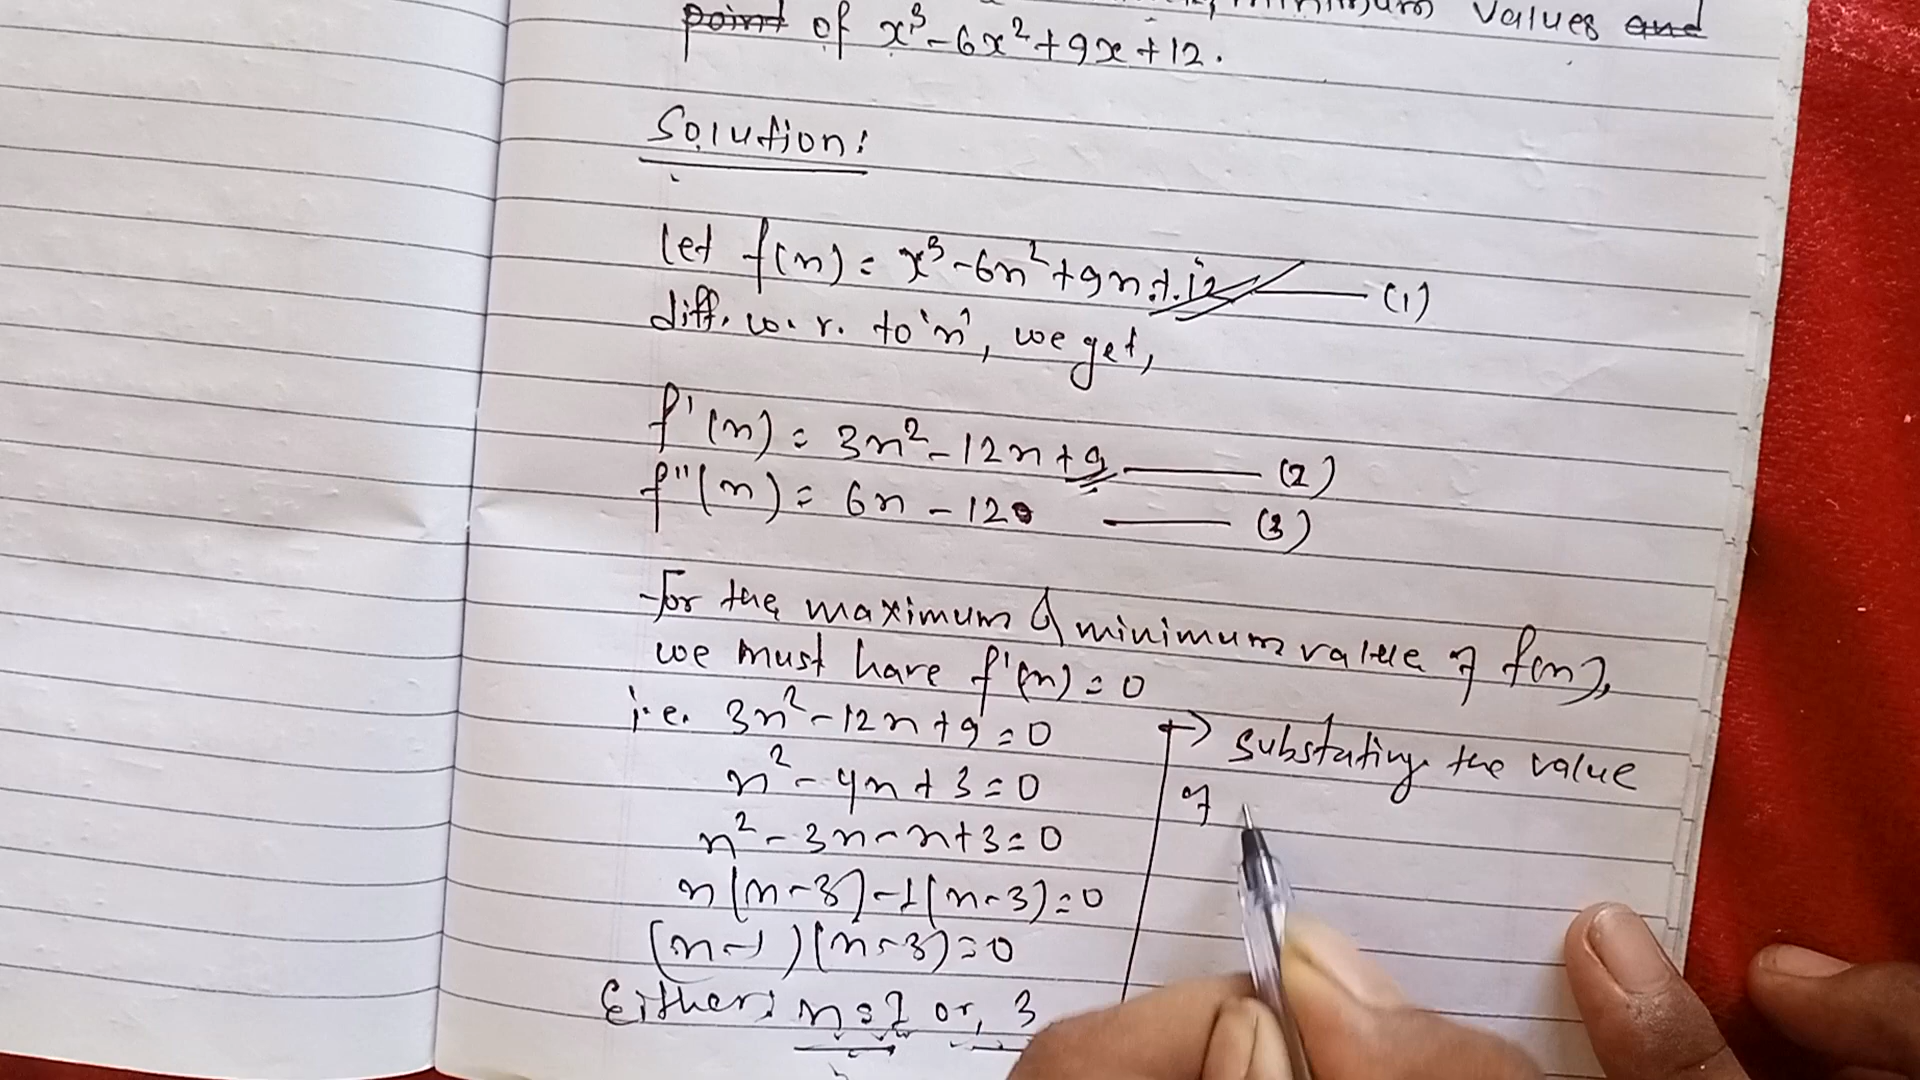 minimum values and
point of x³-6x²+9x+12.
Solution:
let f(x) = x³-6x²+9x+12 (1)
diff. w. r. to 'x', we get,
f'(x) = 3x²-12x+9 (2)
f''(x) = 6x-12 (3)
for the maximum & minimum value of f(x),
we must have f'(x) = 0
i.e. 3x²-12x+9=0
x²-4x+3=0
x²-3x-x+3=0
x(x-3)-1(x-3)=0
(x-1)(x-3)=0
Either, x=1 or, 3
→ substating the value
of